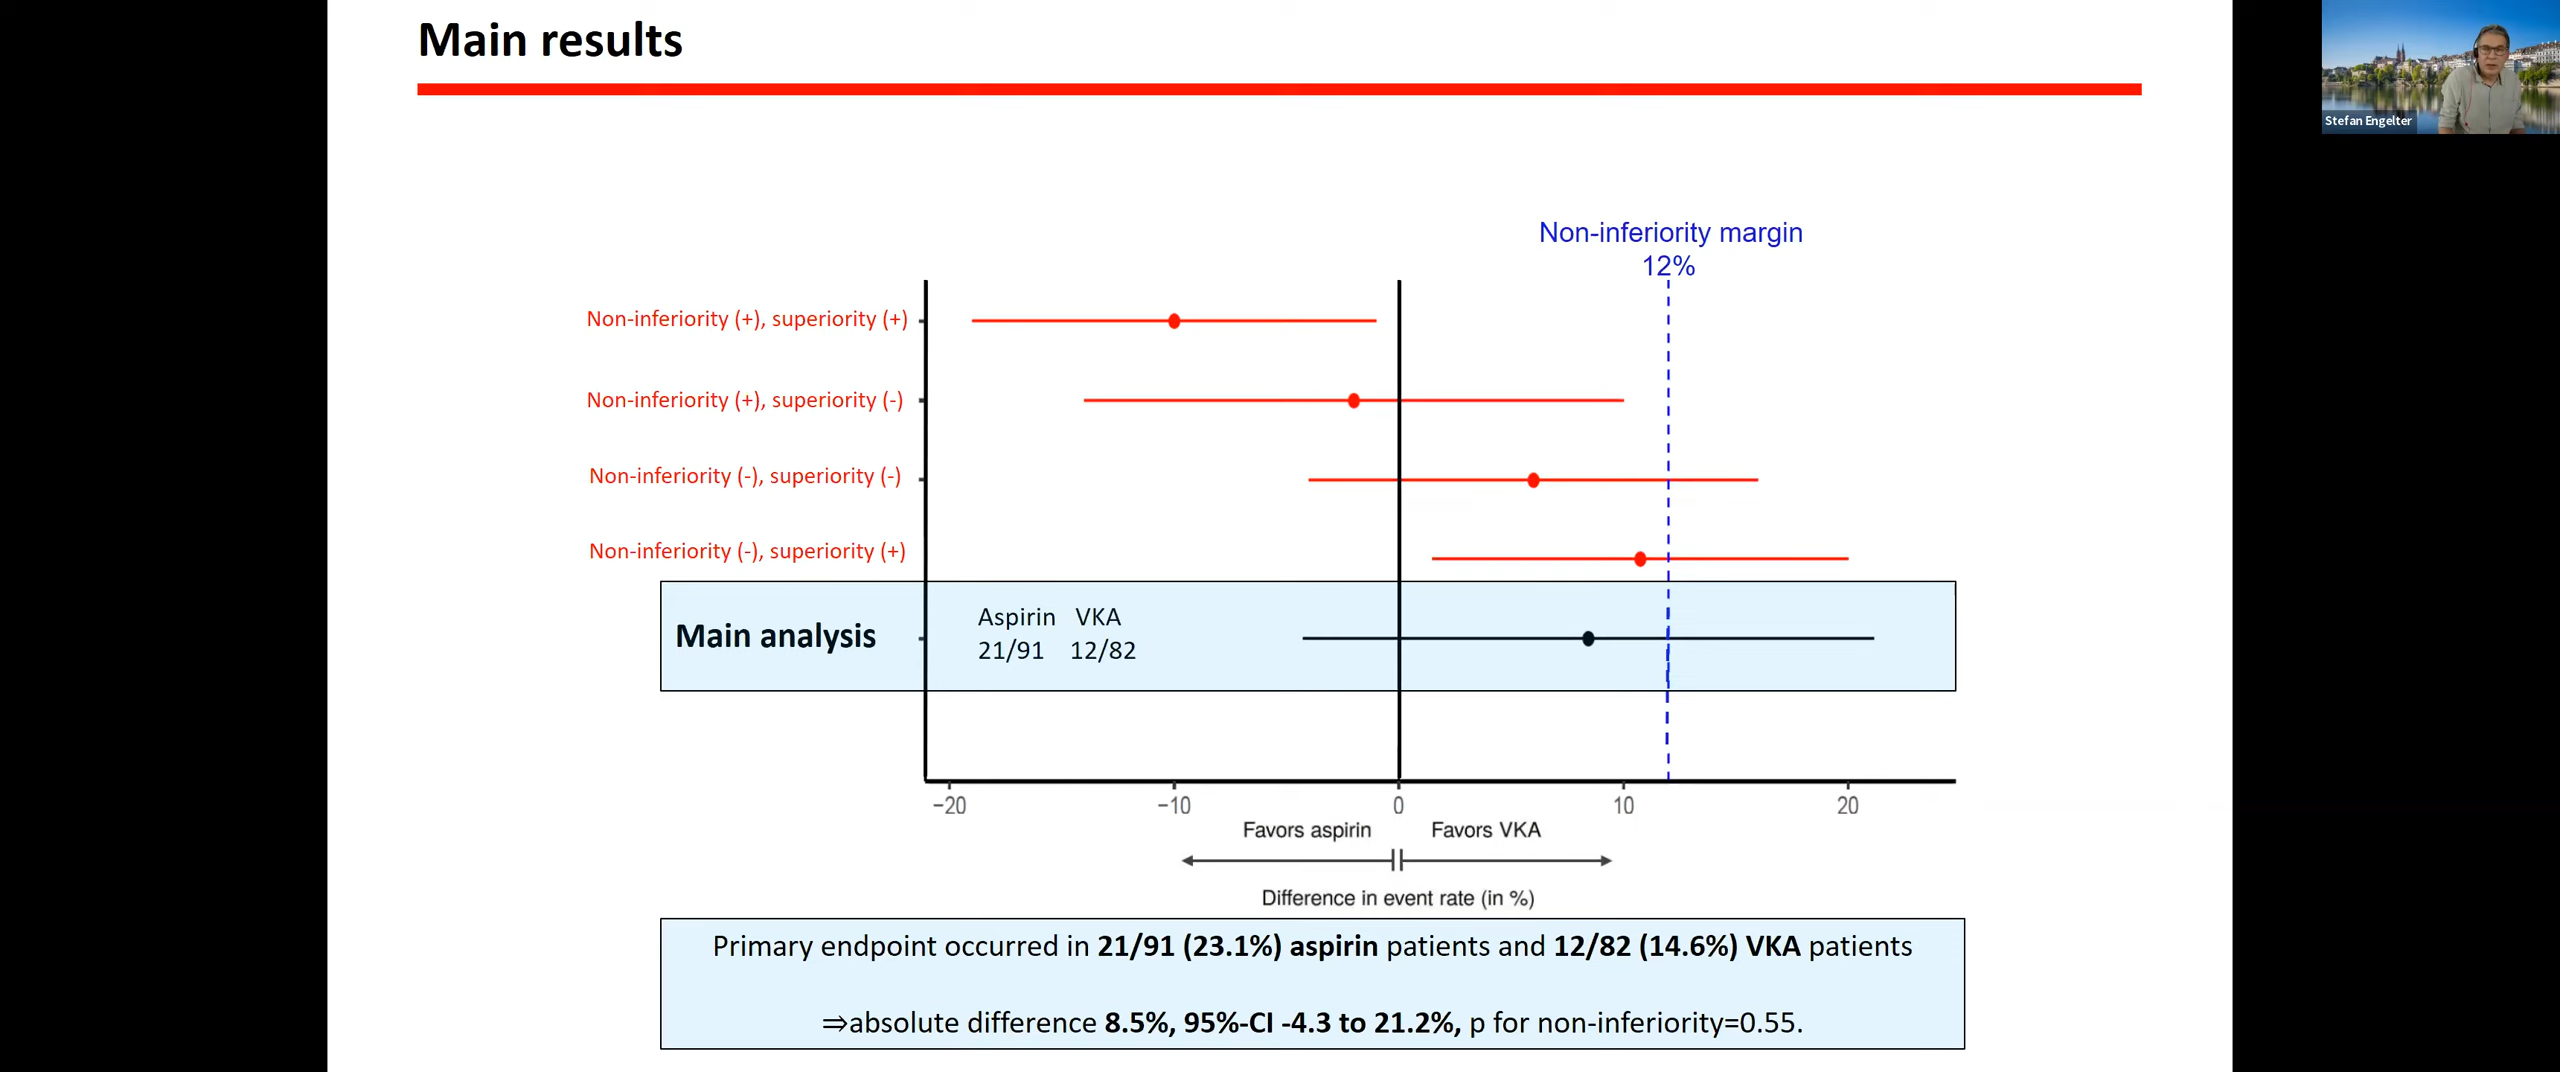 Main results
Stefan Engelter
Non-inferiority margin
12%
Non-inferiority (+), superiority (+)
Non-inferiority (+), superiority (-)
Non-inferiority (-), superiority (-)
Non-inferiority (-), superiority (+)
Main analysis
Aspirin VKA
21/91 12/82
−20 −10 0 10 20
Favors aspirin Favors VKA
Difference in event rate (in %)
Primary endpoint occurred in 21/91 (23.1%) aspirin patients and 12/82 (14.6%) VKA patients
⇒absolute difference 8.5%, 95%-CI -4.3 to 21.2%, p for non-inferiority=0.55.